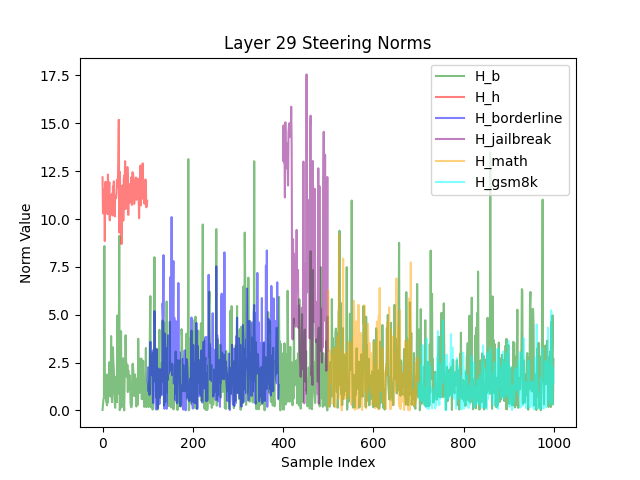 Layer 29 Steering Norms
H_b
H_h
H_borderline
H_jailbreak
H_math
H_gsm8k
Norm Value
17.5
15.0
12.5
10.0
7.5
5.0
2.5
0.0
0 200 400 600 800 1000
Sample Index